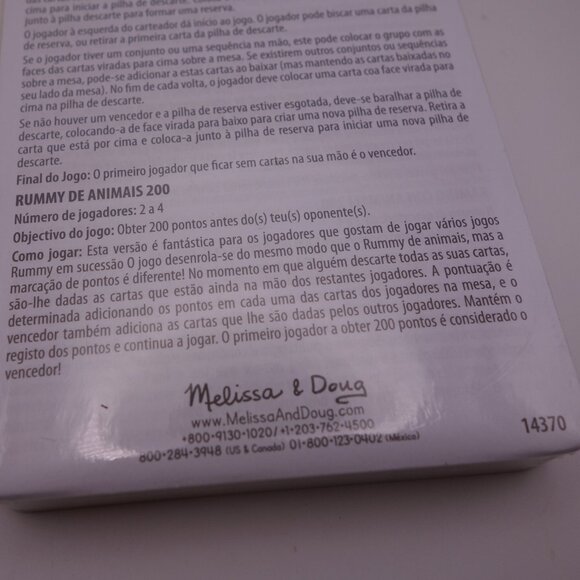 cima para iniciar a pilha de descarte.
junto à pilha descarte para formar uma reserva.
O jogador à esquerda do carteador da início ao jogo. O jogador pode biscar uma carta da pilha
de reserva, ou retirar a primeira carta da pilha de descarte.
Se o jogador tiver um conjunto ou uma sequência na mão, este pode colocar o grupo com as
faces das cartas viradas para cima sobre a mesa. Se existirem outros conjuntos ou sequências
sobre a mesa, pode-se adicionar a estas cartas ao baixar (mas mantendo as cartas baixadas no
seu lado da mesa). No fim de cada volta, o jogador deve colocar uma carta coa face virada para
cima na pilha de descarte.
Se não houver um vencedor e a pilha de reserva estiver esgotada, deve-se baralhar a pilha de
descarte, colocando-a de face virada para baixo para criar uma nova pilha de reserva. Retira a
carta que está por cima e coloca-a junto à pilha de reserva para iniciar uma nova pilha de
descarte.
Final do Jogo: O primeiro jogador que ficar sem cartas na sua mão é o vencedor.
RUMMY DE ANIMAIS 200
Número de jogadores: 2 a 4
Objectivo do jogo: Obter 200 pontos antes do(s) teu(s) oponente(s).
Como jogar: Esta versão é fantástica para os jogadores que gostam de jogar vários jogos
Rummy em sucessão O jogo desenrola-se do mesmo modo que o Rummy de animais, mas a
marcação de pontos é diferente! No momento em que alguém descarte todas as suas cartas,
são-lhe dadas as cartas que estão ainda na mão dos restantes jogadores. A pontuação é
determinada adicionando os pontos em cada uma das cartas dos jogadores na mesa, e o
vencedor também adiciona as cartas que lhe são dadas pelos outros jogadores. Mantém o
registo dos pontos e continua a jogar. O primeiro jogador a obter 200 pontos é considerado o
vencedor!
Melissa & Doug
www.MelissaAndDoug.com
+800-9130-1020/+1-203-762-4500
800-284-3948 (US & Canada) 01-800-123-0402 (México)
14370